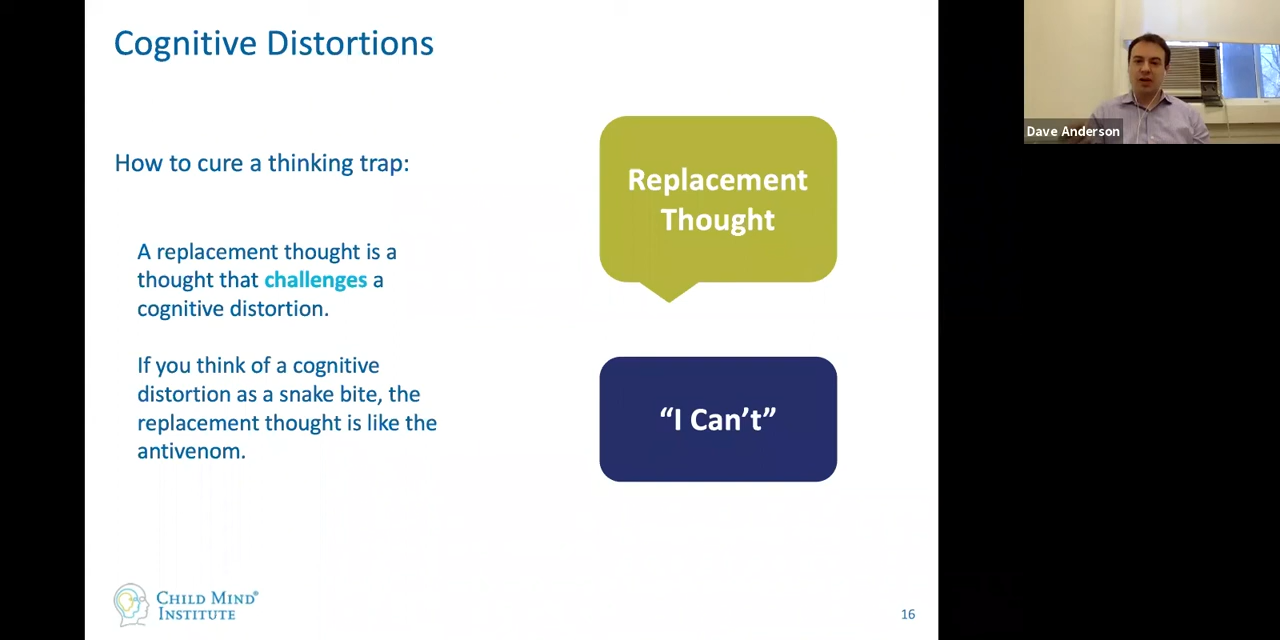 Cognitive Distortions
How to cure a thinking trap:
A replacement thought is a
thought that challenges a
cognitive distortion.
If you think of a cognitive
distortion as a snake bite, the
replacement thought is like the
antivenom.
Replacement
Thought
“I Can’t”
CHILD MIND®
INSTITUTE
16
Dave Anderson